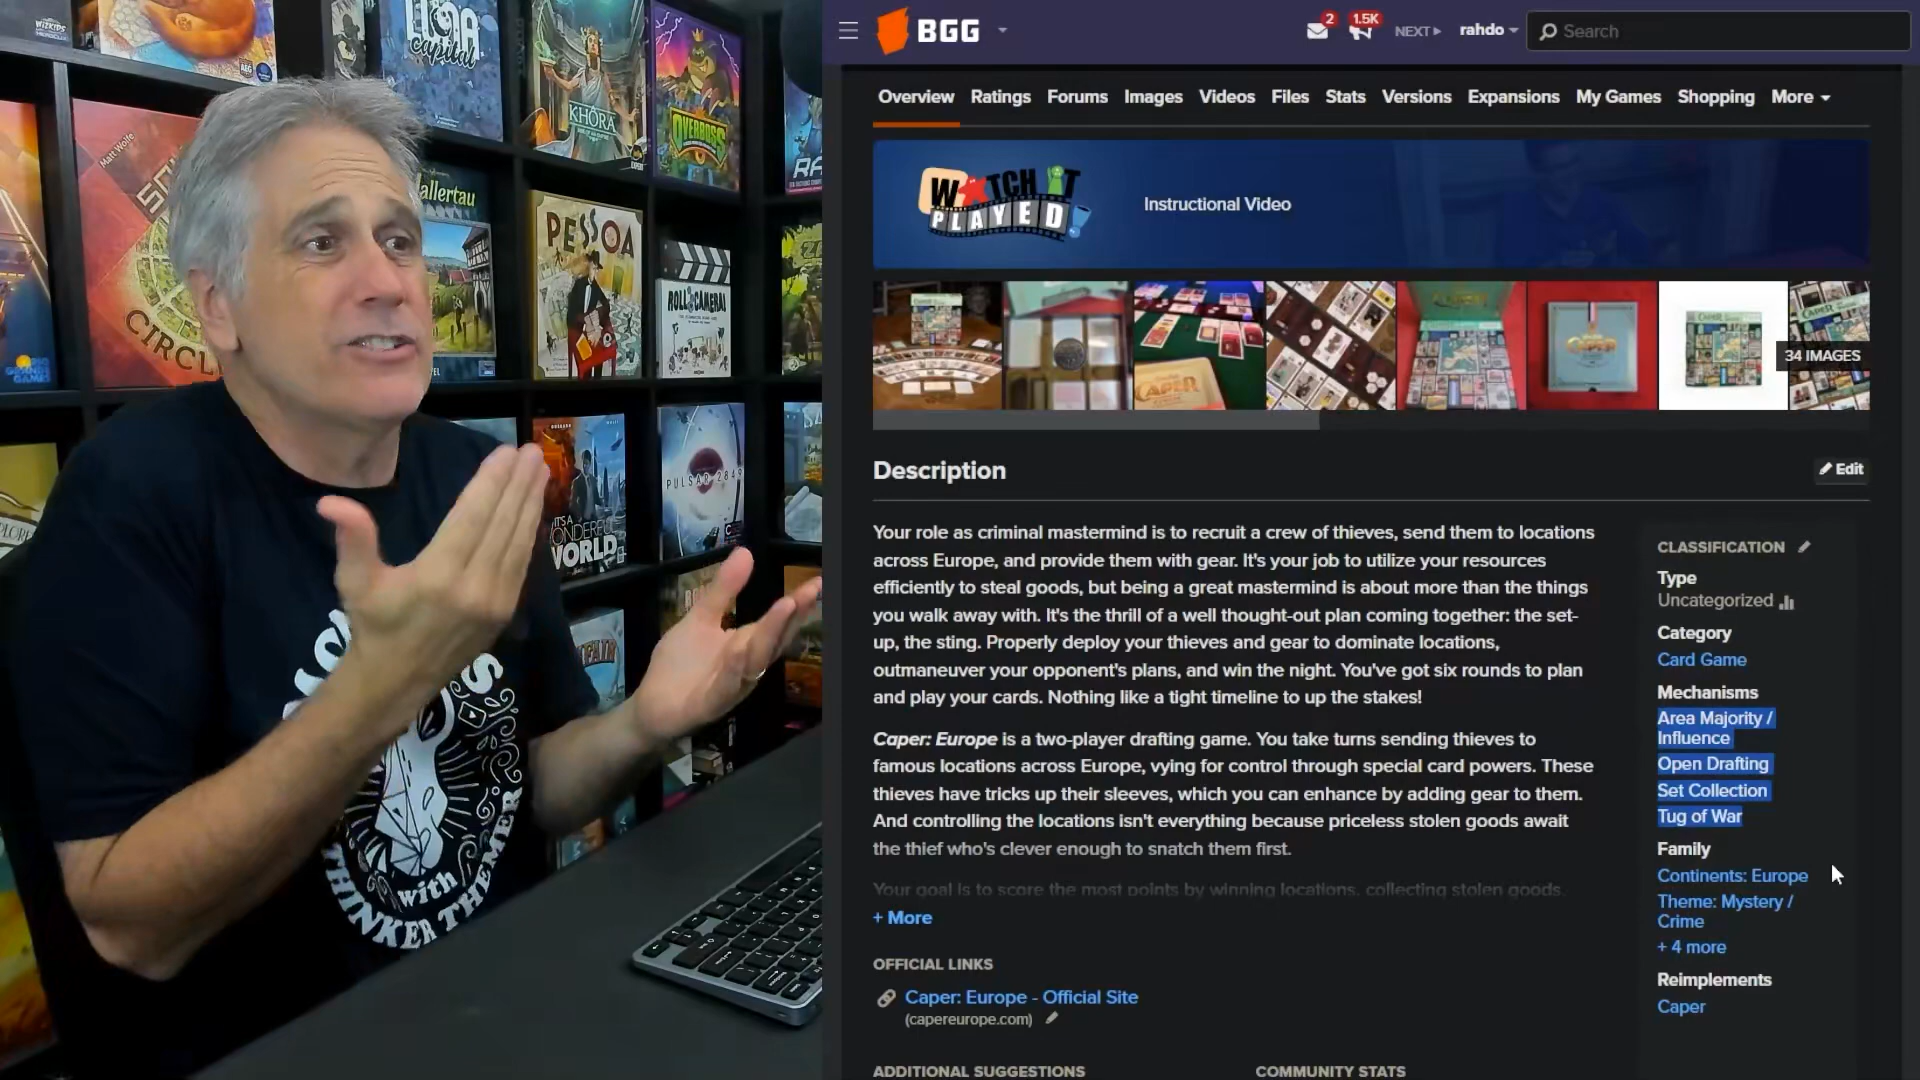 WIZKIDS
AEG
LUNA
capital
KHÔRA
OVERBOSS
Matt Wolfe
CIRCL
GRANDE
GAMES
allertau
PESSOA
ROLL CAMERA!
IT'S A
WONDERFUL
WORLD
PULSAR 2849
with
THINKER THEMER
BGG
2
1.5K
NEXT
rahdo
Search
Overview Ratings Forums Images Videos Files Stats Versions Expansions My Games Shopping More
WATCH IT
PLAYED
Instructional Video
CAPER
34 IMAGES
Description
Edit
Your role as criminal mastermind is to recruit a crew of thieves, send them to locations
across Europe, and provide them with gear. It's your job to utilize your resources
efficiently to steal goods, but being a great mastermind is about more than the things
you walk away with. It's the thrill of a well thought-out plan coming together: the set-
up, the sting. Properly deploy your thieves and gear to dominate locations,
outmaneuver your opponent's plans, and win the night. You've got six rounds to plan
and play your cards. Nothing like a tight timeline to up the stakes!
Caper: Europe is a two-player drafting game. You take turns sending thieves to
famous locations across Europe, vying for control through special card powers. These
thieves have tricks up their sleeves, which you can enhance by adding gear to them.
And controlling the locations isn't everything because priceless stolen goods await
the thief who's clever enough to snatch them first.
Your goal is to score the most points by winning locations, collecting stolen goods,
+ More
OFFICIAL LINKS
Caper: Europe - Official Site
(capereurope.com)
ADDITIONAL SUGGESTIONS
COMMUNITY STATS
CLASSIFICATION
Type
Uncategorized
Category
Card Game
Mechanisms
Area Majority /
Influence
Open Drafting
Set Collection
Tug of War
Family
Continents: Europe
Theme: Mystery /
Crime
+ 4 more
Reimplements
Caper